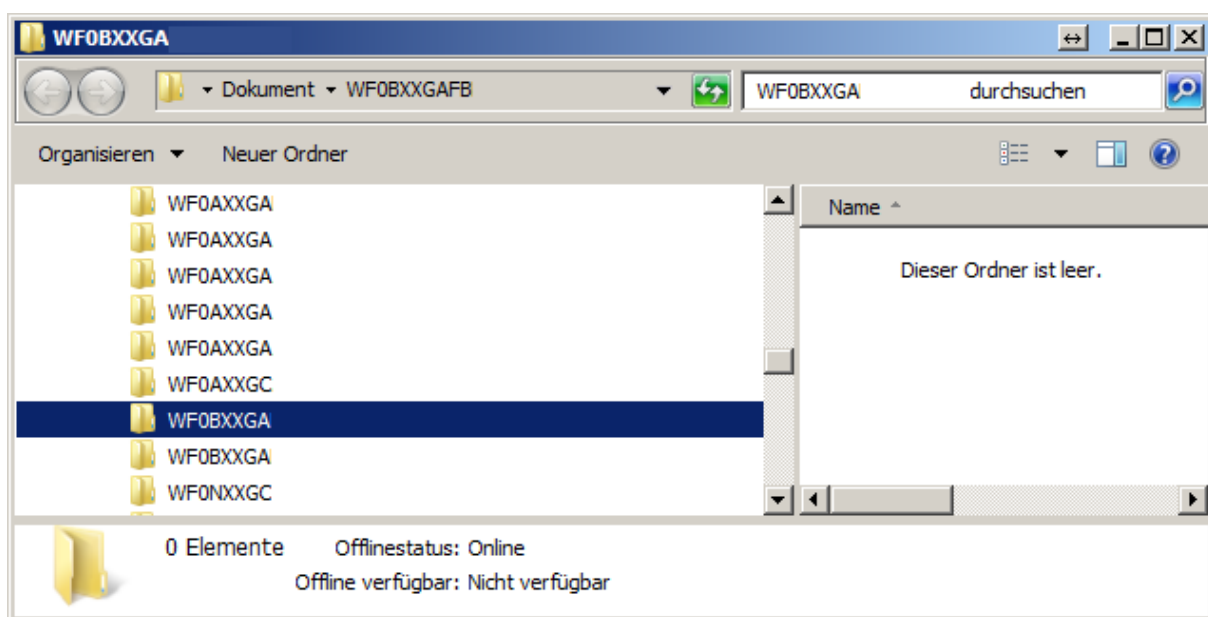 WF0BXXGA
Dokument WF0BXXGAFB
WF0BXXGA durchsuchen
Organisieren Neuer Ordner
WF0AXXGA
WF0AXXGA
WF0AXXGA
WF0AXXGA
WF0AXXGA
WF0AXXGC
WF0BXXGA
WF0BXXGA
WF0NXXGC
Name
Dieser Ordner ist leer.
0 Elemente Offlinestatus: Online
Offline verfügbar: Nicht verfügbar